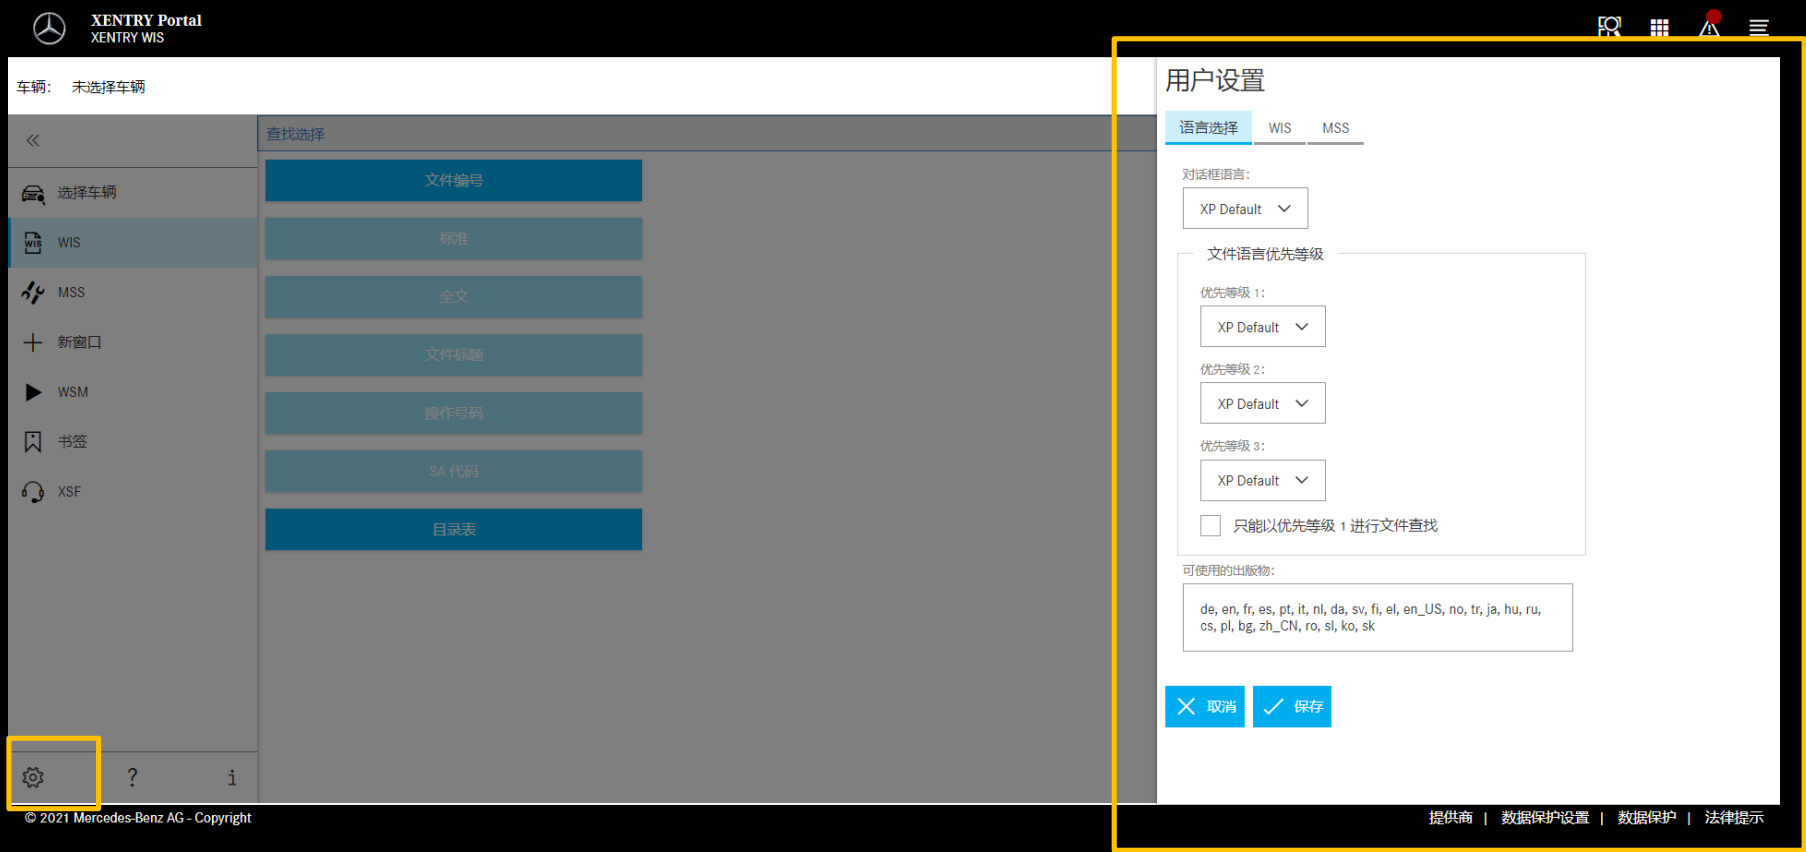 XENTRY Portal
XENTRY WIS
车辆： 未选择车辆
选择车辆
WIS
WIS
MSS
新窗口
WSM
书签
XSF
? i
查找选择
文件编号
标准
全文
文件标题
操作号码
SA 代码
目录表
用户设置
语言选择 WIS MSS
对话框语言：
XP Default
文件语言优先等级
优先等级 1：
XP Default
优先等级 2：
XP Default
优先等级 3：
XP Default
只能以优先等级 1 进行文件查找
可使用的出版物：
de, en, fr, es, pt, it, nl, da, sv, fi, el, en_US, no, tr, ja, hu, ru,
cs, pl, bg, zh_CN, ro, sl, ko, sk
取消 保存
© 2021 Mercedes-Benz AG - Copyright
提供商 | 数据保护设置 | 数据保护 | 法律提示